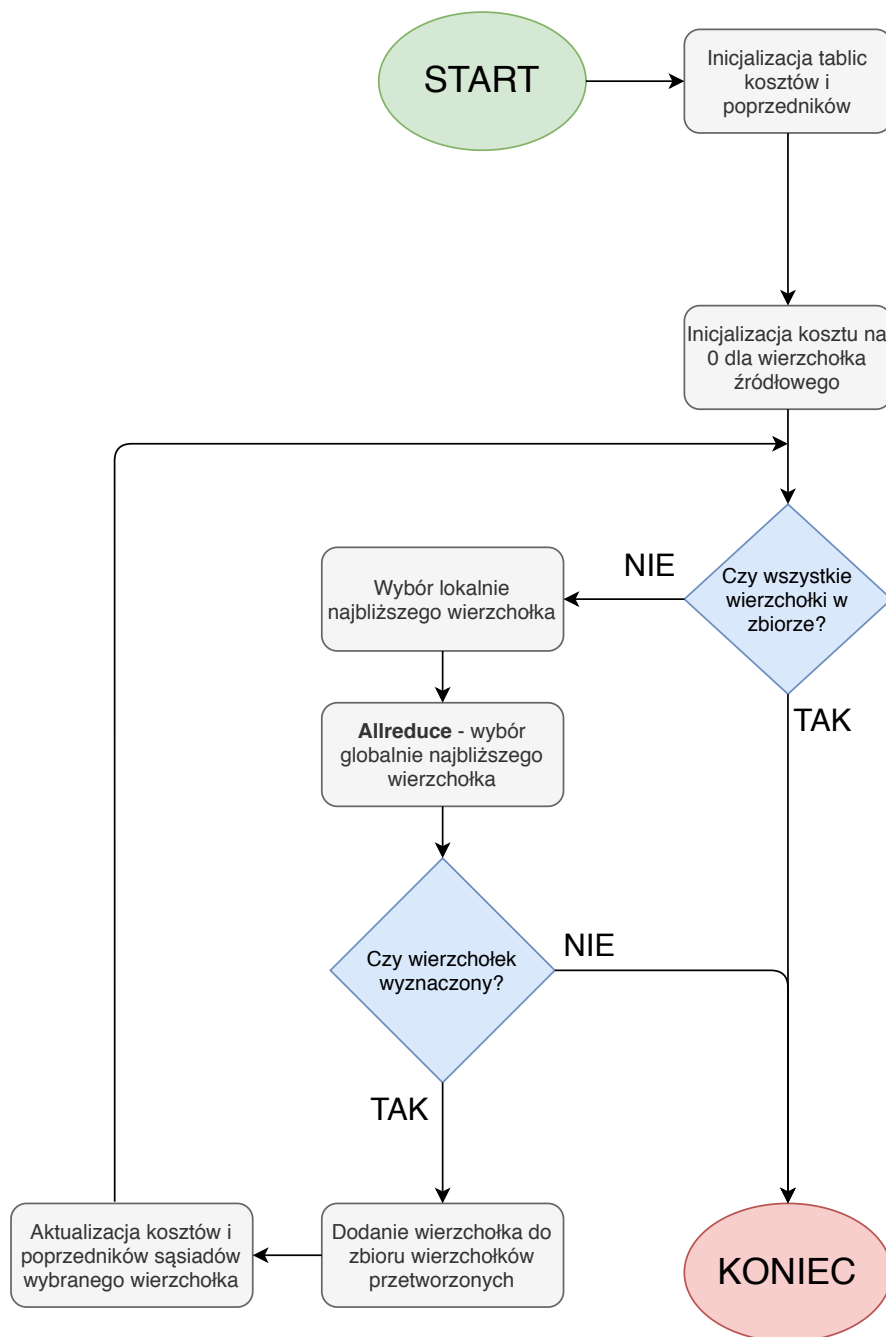 START
Inicjalizacja tablic
kosztów i
poprzedników
Inicjalizacja kosztu na
0 dla wierzchołka
źródłowego
Czy wszystkie
wierzchołki w
zbiorze?
NIE
TAK
Wybór lokalnie
najbliższego wierzchołka
Allreduce - wybór
globalnie najbliższego
wierzchołka
Czy wierzchołek
wyznaczony?
NIE
TAK
Dodanie wierzchołka do
zbioru wierzchołków
przetworzonych
Aktualizacja kosztów i
poprzedników sąsiadów
wybranego wierzchołka
KONIEC